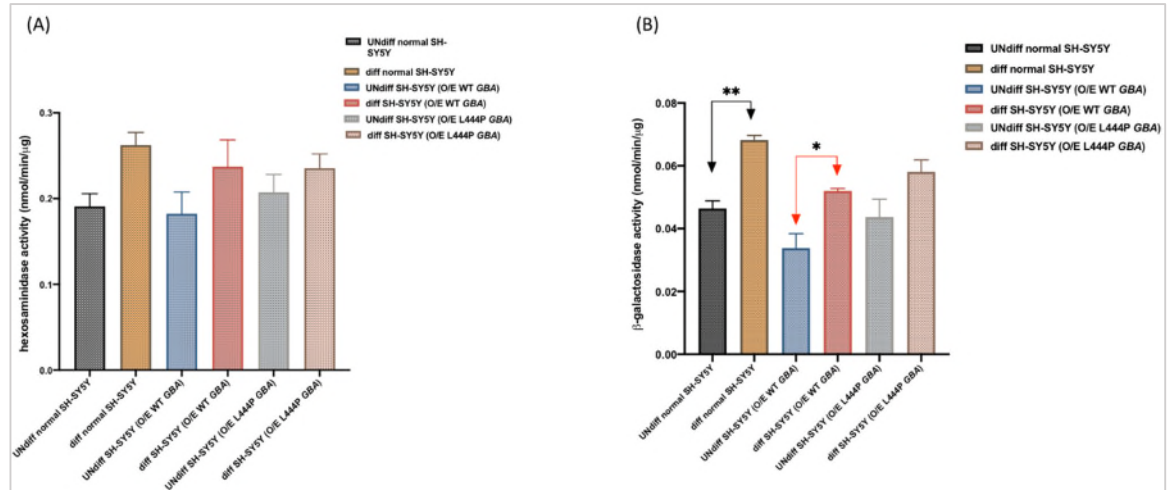 (A)
UNdiff normal SH-
SY5Y
diff normal SH-SY5Y
UNdiff SH-SY5Y (O/E WT GBA)
diff SH-SY5Y (O/E WT GBA)
UNdiff SH-SY5Y (O/E L444P GBA)
diff SH-SY5Y (O/E L444P GBA)
hexosaminidase activity (nmol/min/µg)
0.3
0.2
0.1
0.0
UNdiff normal SH-SY5Y
diff normal SH-SY5Y
UNdiff SH-SY5Y (O/E WT GBA)
diff SH-SY5Y (O/E WT GBA)
UNdiff SH-SY5Y (O/E L444P GBA)
diff SH-SY5Y (O/E L444P GBA)
(B)
UNdiff normal SH-SY5Y
diff normal SH-SY5Y
UNdiff SH-SY5Y (O/E WT GBA)
diff SH-SY5Y (O/E WT GBA)
UNdiff SH-SY5Y (O/E L444P GBA)
diff SH-SY5Y (O/E L444P GBA)
β-galactosidase activity (nmol/min/µg)
0.08
0.06
0.04
0.02
0.00
**
*
UNdiff normal SH-SY5Y
diff normal SH-SY5Y
UNdiff SH-SY5Y (O/E WT GBA)
diff SH-SY5Y (O/E WT GBA)
UNdiff SH-SY5Y (O/E L444P GBA)
diff SH-SY5Y (O/E L444P GBA)